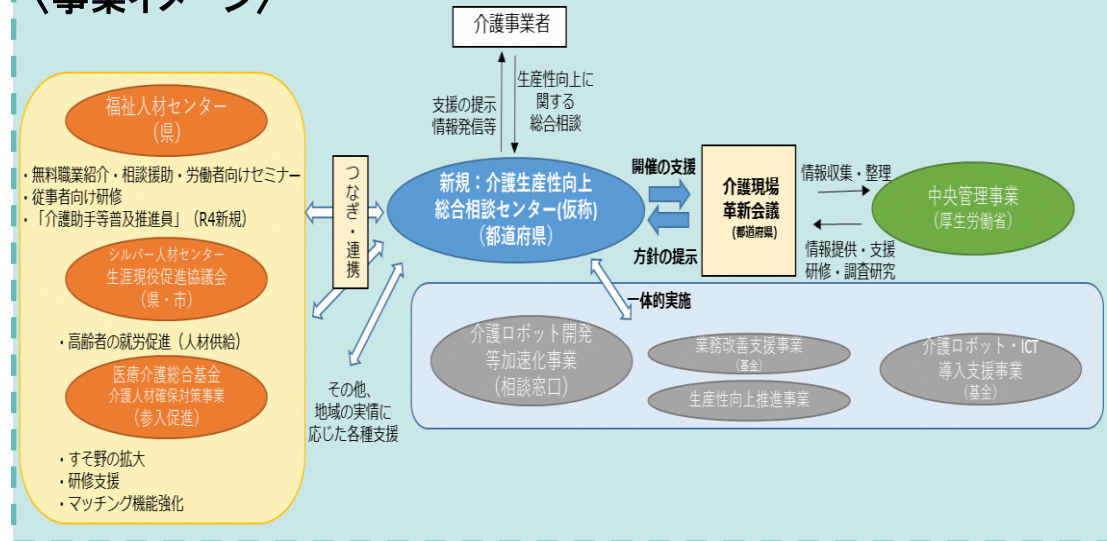 〈事業イメージ〉
介護事業者
支援の提示
情報発信等
生産性向上に
関する
総合相談
福祉人材センター
(県)
・無料職業紹介・相談援助・労働者向けセミナー
・従事者向け研修
・「介護助手等普及推進員」（R4新規）
シルバー人材センター
生涯現役促進協議会
(県・市)
・高齢者の就労促進（人材供給）
医療介護総合基金
介護人材確保対策事業
(参入促進)
・すそ野の拡大
・研修支援
・マッチング機能強化
つなぎ・連携
新規：介護生産性向上
総合相談センター(仮称)
(都道府県)
開催の支援
方針の提示
介護現場
革新会議
(都道府県)
情報収集・整理
情報提供・支援
研修・調査研究
中央管理事業
(厚生労働省)
その他、
地域の実情に
応じた各種支援
一体的実施
介護ロボット開発
等加速化事業
(相談窓口)
業務改善支援事業
(基金)
生産性向上推進事業
介護ロボット・ICT
導入支援事業
(基金)